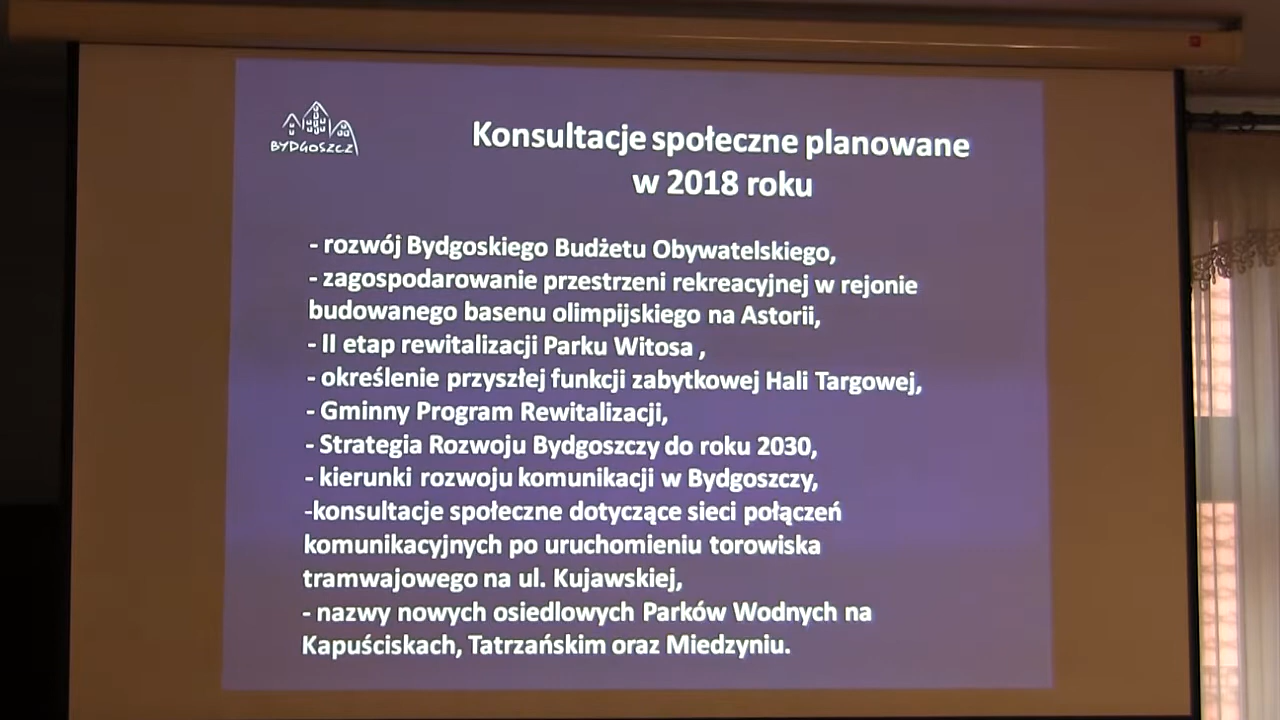 BYDGOSZCZ
Konsultacje społeczne planowane
w 2018 roku
- rozwój Bydgoskiego Budżetu Obywatelskiego,
- zagospodarowanie przestrzeni rekreacyjnej w rejonie
budowanego basenu olimpijskiego na Astorii,
- II etap rewitalizacji Parku Witosa ,
- określenie przyszłej funkcji zabytkowej Hali Targowej,
- Gminny Program Rewitalizacji,
- Strategia Rozwoju Bydgoszczy do roku 2030,
- kierunki rozwoju komunikacji w Bydgoszczy,
-konsultacje społeczne dotyczące sieci połączeń
komunikacyjnych po uruchomieniu torowiska
tramwajowego na ul. Kujawskiej,
- nazwy nowych osiedlowych Parków Wodnych na
Kapuściskach, Tatrzańskim oraz Miedzyniu.